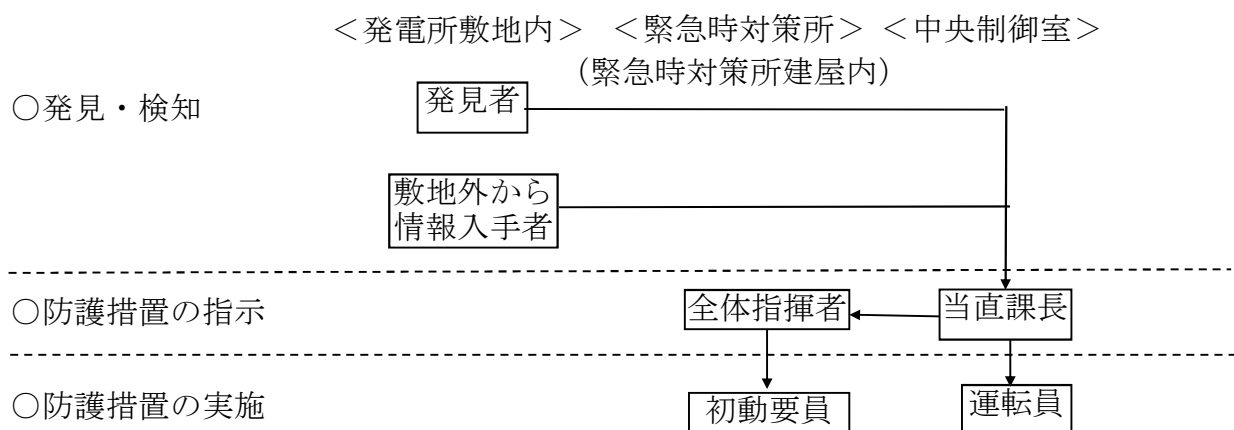 ＜発電所敷地内＞ ＜緊急時対策所＞ ＜中央制御室＞
（緊急時対策所建屋内）
○発見・検知
発見者
敷地外から
情報入手者
○防護措置の指示
全体指揮者
当直課長
○防護措置の実施
初動要員
運転員